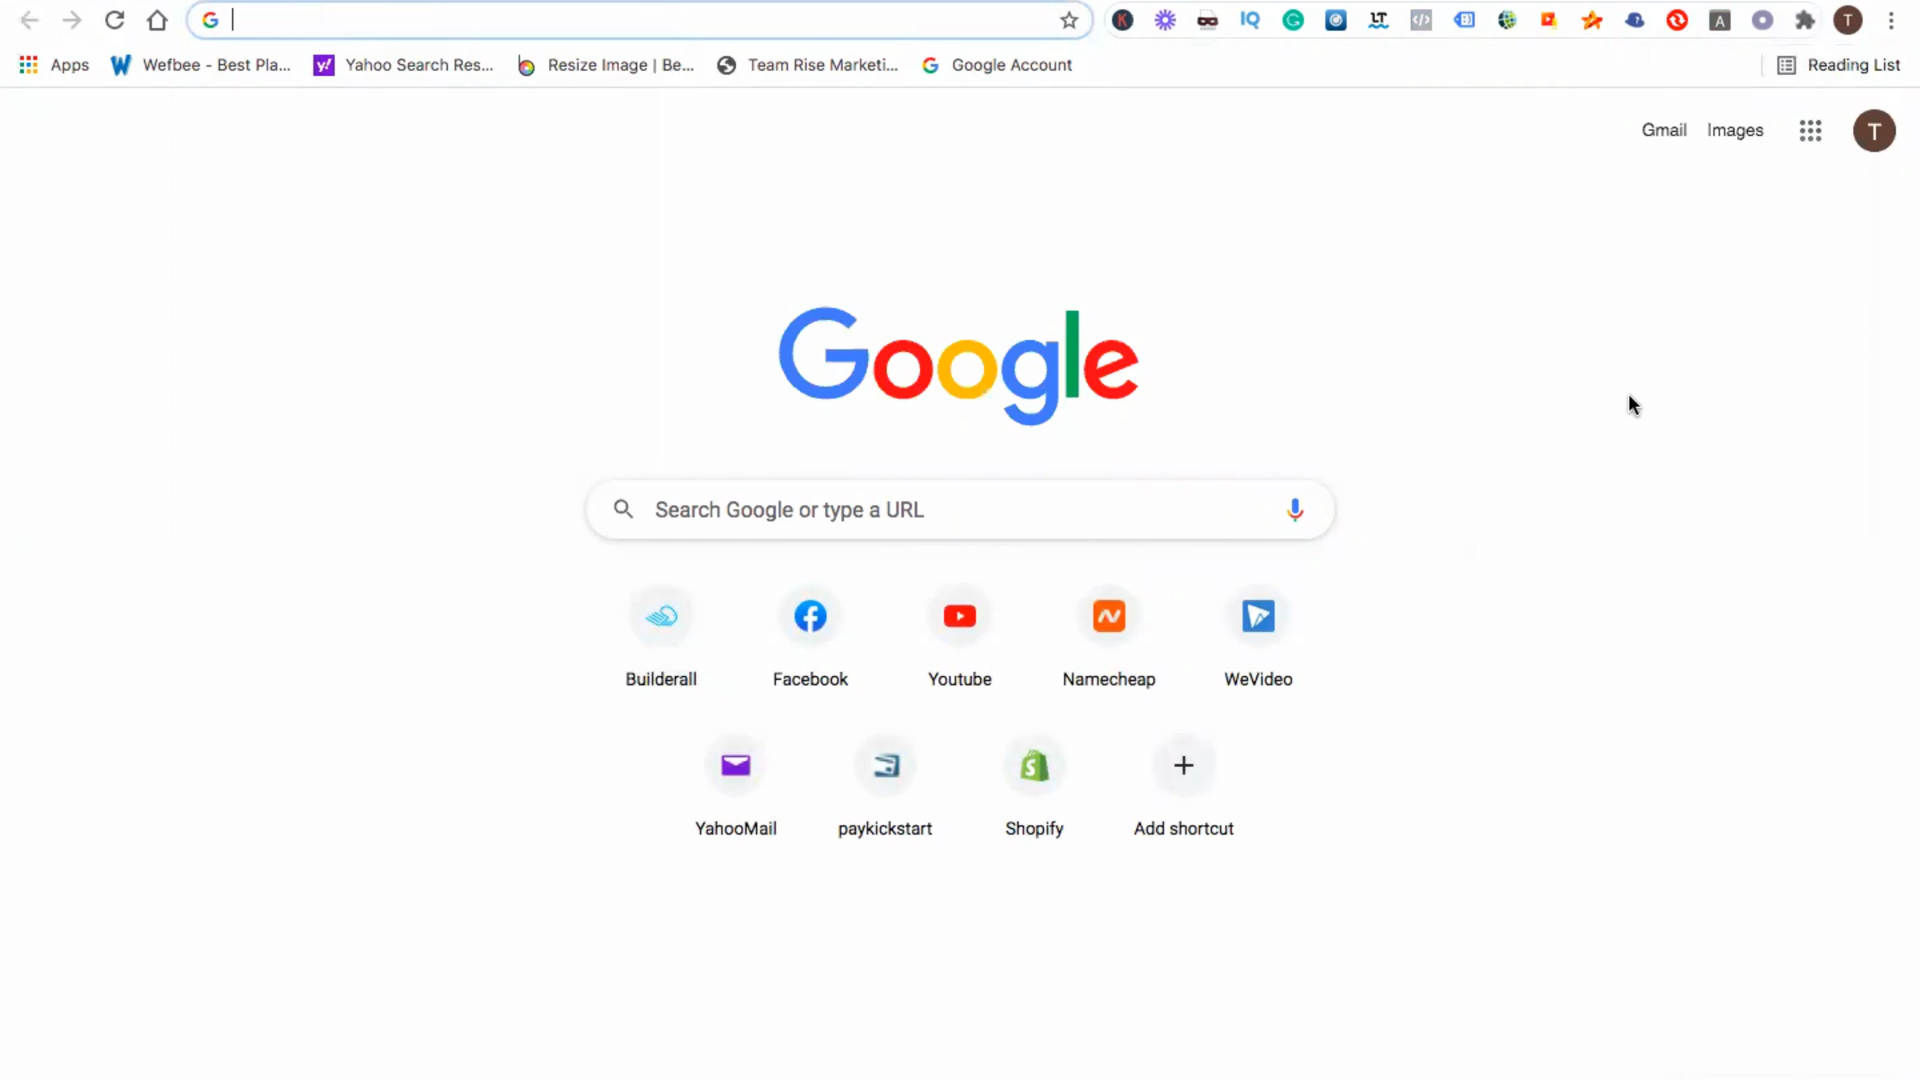 Apps
Wefbee - Best Pla...
Yahoo Search Res...
Resize Image | Be...
Team Rise Marketi...
Google Account
Reading List
Gmail
Images
T
Google
Search Google or type a URL
Builderall
Facebook
Youtube
Namecheap
WeVideo
YahooMail
paykickstart
Shopify
Add shortcut